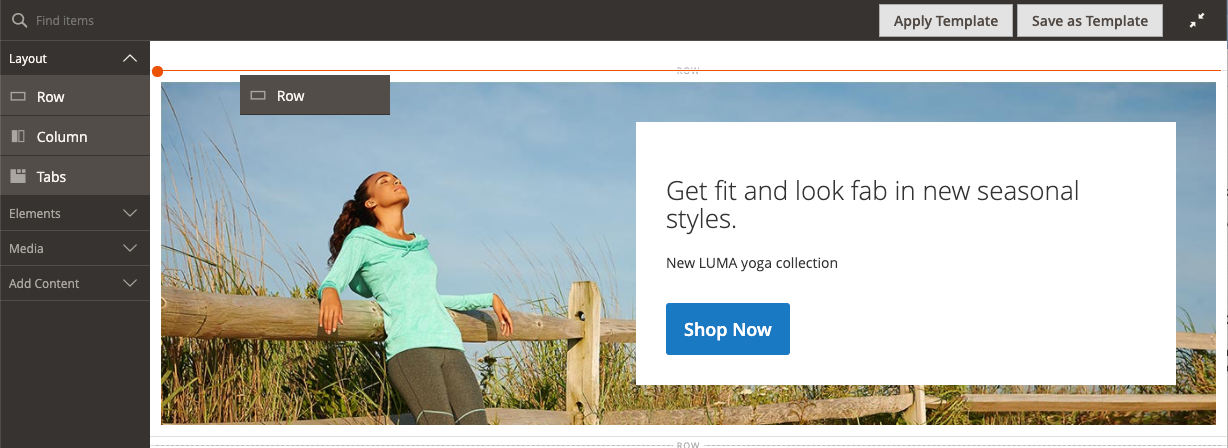 Find items
Apply Template
Save as Template
Layout
Row
Column
Tabs
Elements
Media
Add Content
ROW
Row
Get fit and look fab in new seasonal
styles.
New LUMA yoga collection
Shop Now
ROW